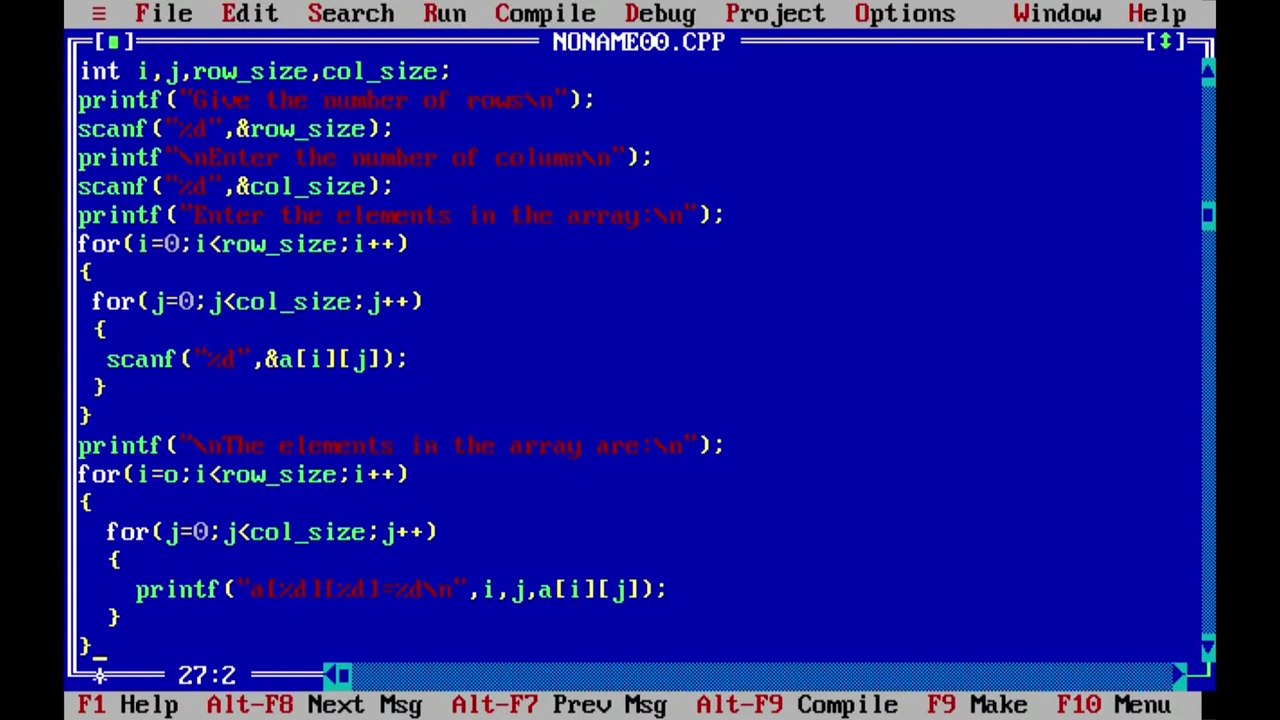 ≡ File Edit Search Run Compile Debug Project Options Window Help
[■] NONAME00.CPP [↕]
int i,j,row_size,col_size;
printf("Give the number of rows\n");
scanf("%d",&row_size);
printf"\nEnter the number of column\n");
scanf("%d",&col_size);
printf("Enter the elements in the array:\n");
for(i=0;i<row_size;i++)
{
 for(j=0;j<col_size;j++)
 {
  scanf("%d",&a[i][j]);
 }
}
printf("\nThe elements in the array are:\n");
for(i=o;i<row_size;i++)
{
  for(j=0;j<col_size;j++)
  {
    printf("a[%d][%d]=%d\n",i,j,a[i][j]);
  }
}_
27:2
F1 Help Alt-F8 Next Msg Alt-F7 Prev Msg Alt-F9 Compile F9 Make F10 Menu